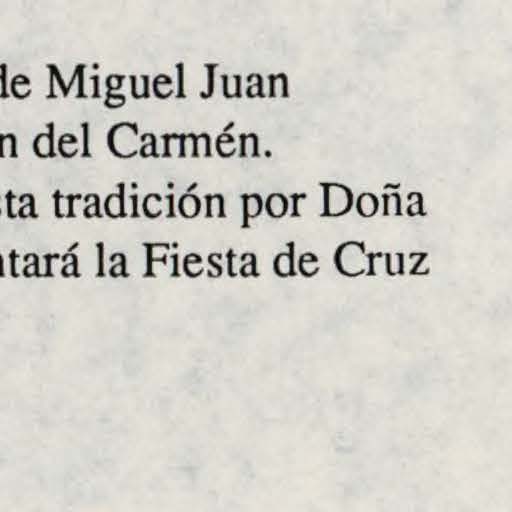 de Miguel Juan
n del Carmén.
sta tradición por Doña
ntará la Fiesta de Cruz